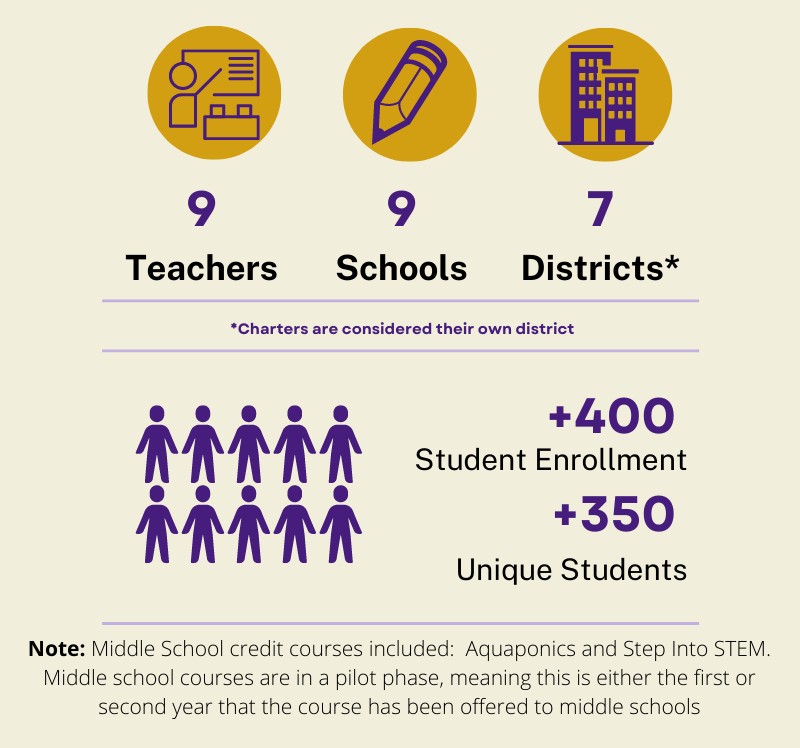 9 9 7
Teachers Schools Districts*
*Charters are considered their own district
+400
Student Enrollment
+350
Unique Students
Note: Middle School credit courses included: Aquaponics and Step Into STEM.
Middle school courses are in a pilot phase, meaning this is either the first or
second year that the course has been offered to middle schools